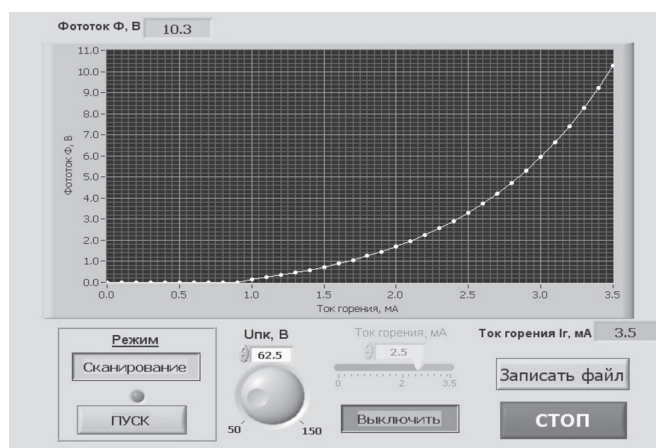 Фототок Ф, В 10.3
11.0
10.0
9.0
8.0
7.0
6.0
5.0
4.0
3.0
2.0
1.0
0.0
Фототок Ф, В
0.0 0.5 1.0 1.5 2.0 2.5 3.0 3.5
Ток горения, мА
Режим
Сканирование
ПУСК
Uпк, В
62.5
50 150
Ток горения, мА
2.5
0 2 3.5
Выключить
Ток горения Iг, мА 3.5
Записать файл
СТОП